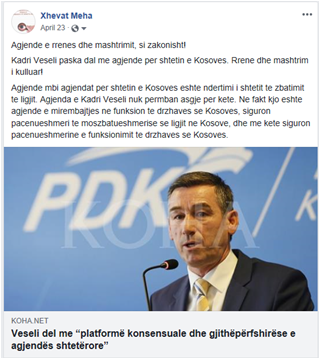 Xhevat Meha
April 23
Agjende e rrenes dhe mashtrimit, si zakonisht!
Kadri Veseli paska dal me agjende per shtetin e Kosoves. Rrene dhe mashtrim
i kulluar!
Agjende mbi agjendat per shtetin e Kosoves eshte ndertimi i shtetit te zbatimit
te ligjit. Agjenda e Kadri Veseli nuk permban asgje per kete. Ne fakt kjo eshte
agjende e mirembajtjes ne funksion te drzhaves se Kosoves, siguron
pacenueshmeri te moszbatueshmerise se ligjit ne Kosove, dhe me kete siguron
pacenueshmerine e funksionimit te drzhaves se Kosoves.
PDK
KOHA
KOHA.NET
Veseli del me “platformë konsensuale dhe gjithëpërfshirëse e
agjendës shtetërore”